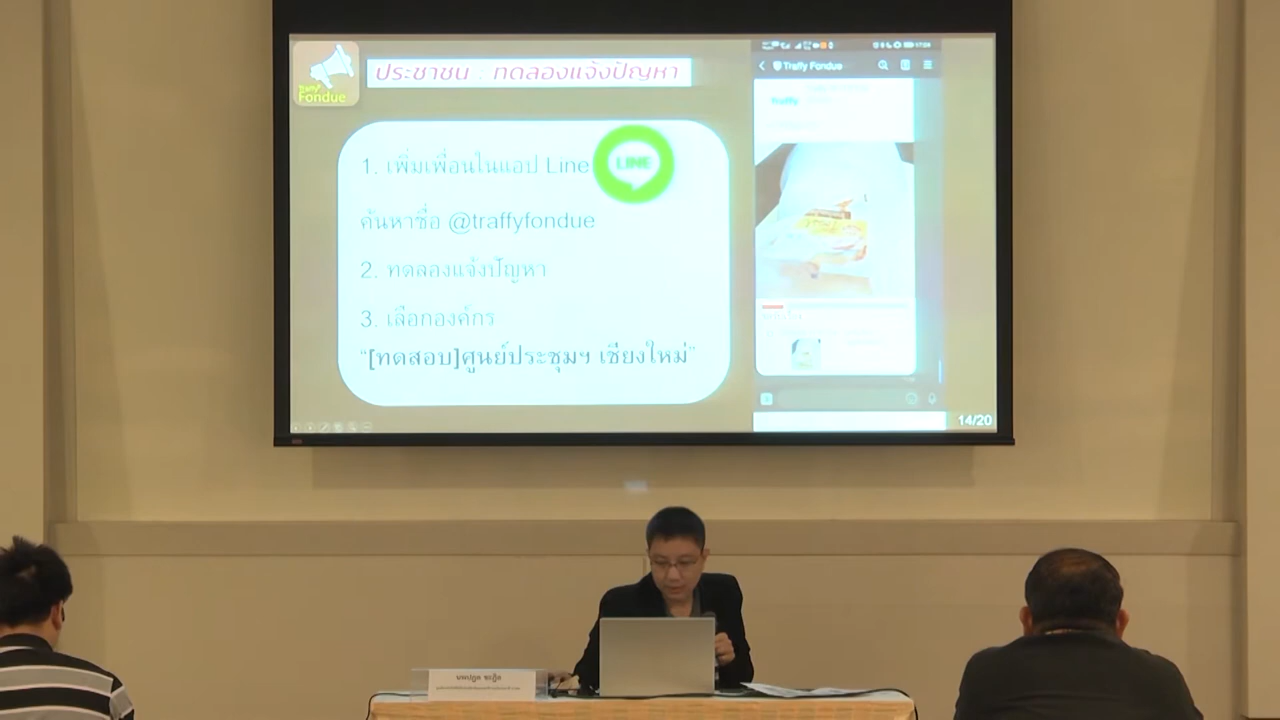 Traffy
Fondue
ประชาชน : ทดลองแจ้งปัญหา
1. เพิ่มเพื่อนในแอป Line
LINE
ค้นหาชื่อ @traffyfondue
2. ทดลองแจ้งปัญหา
3. เลือกองค์กร
“[ทดสอบ]ศูนย์ประชุมฯ เชียงใหม่”
17:04
Traffy Fondue
Traffy
14/20